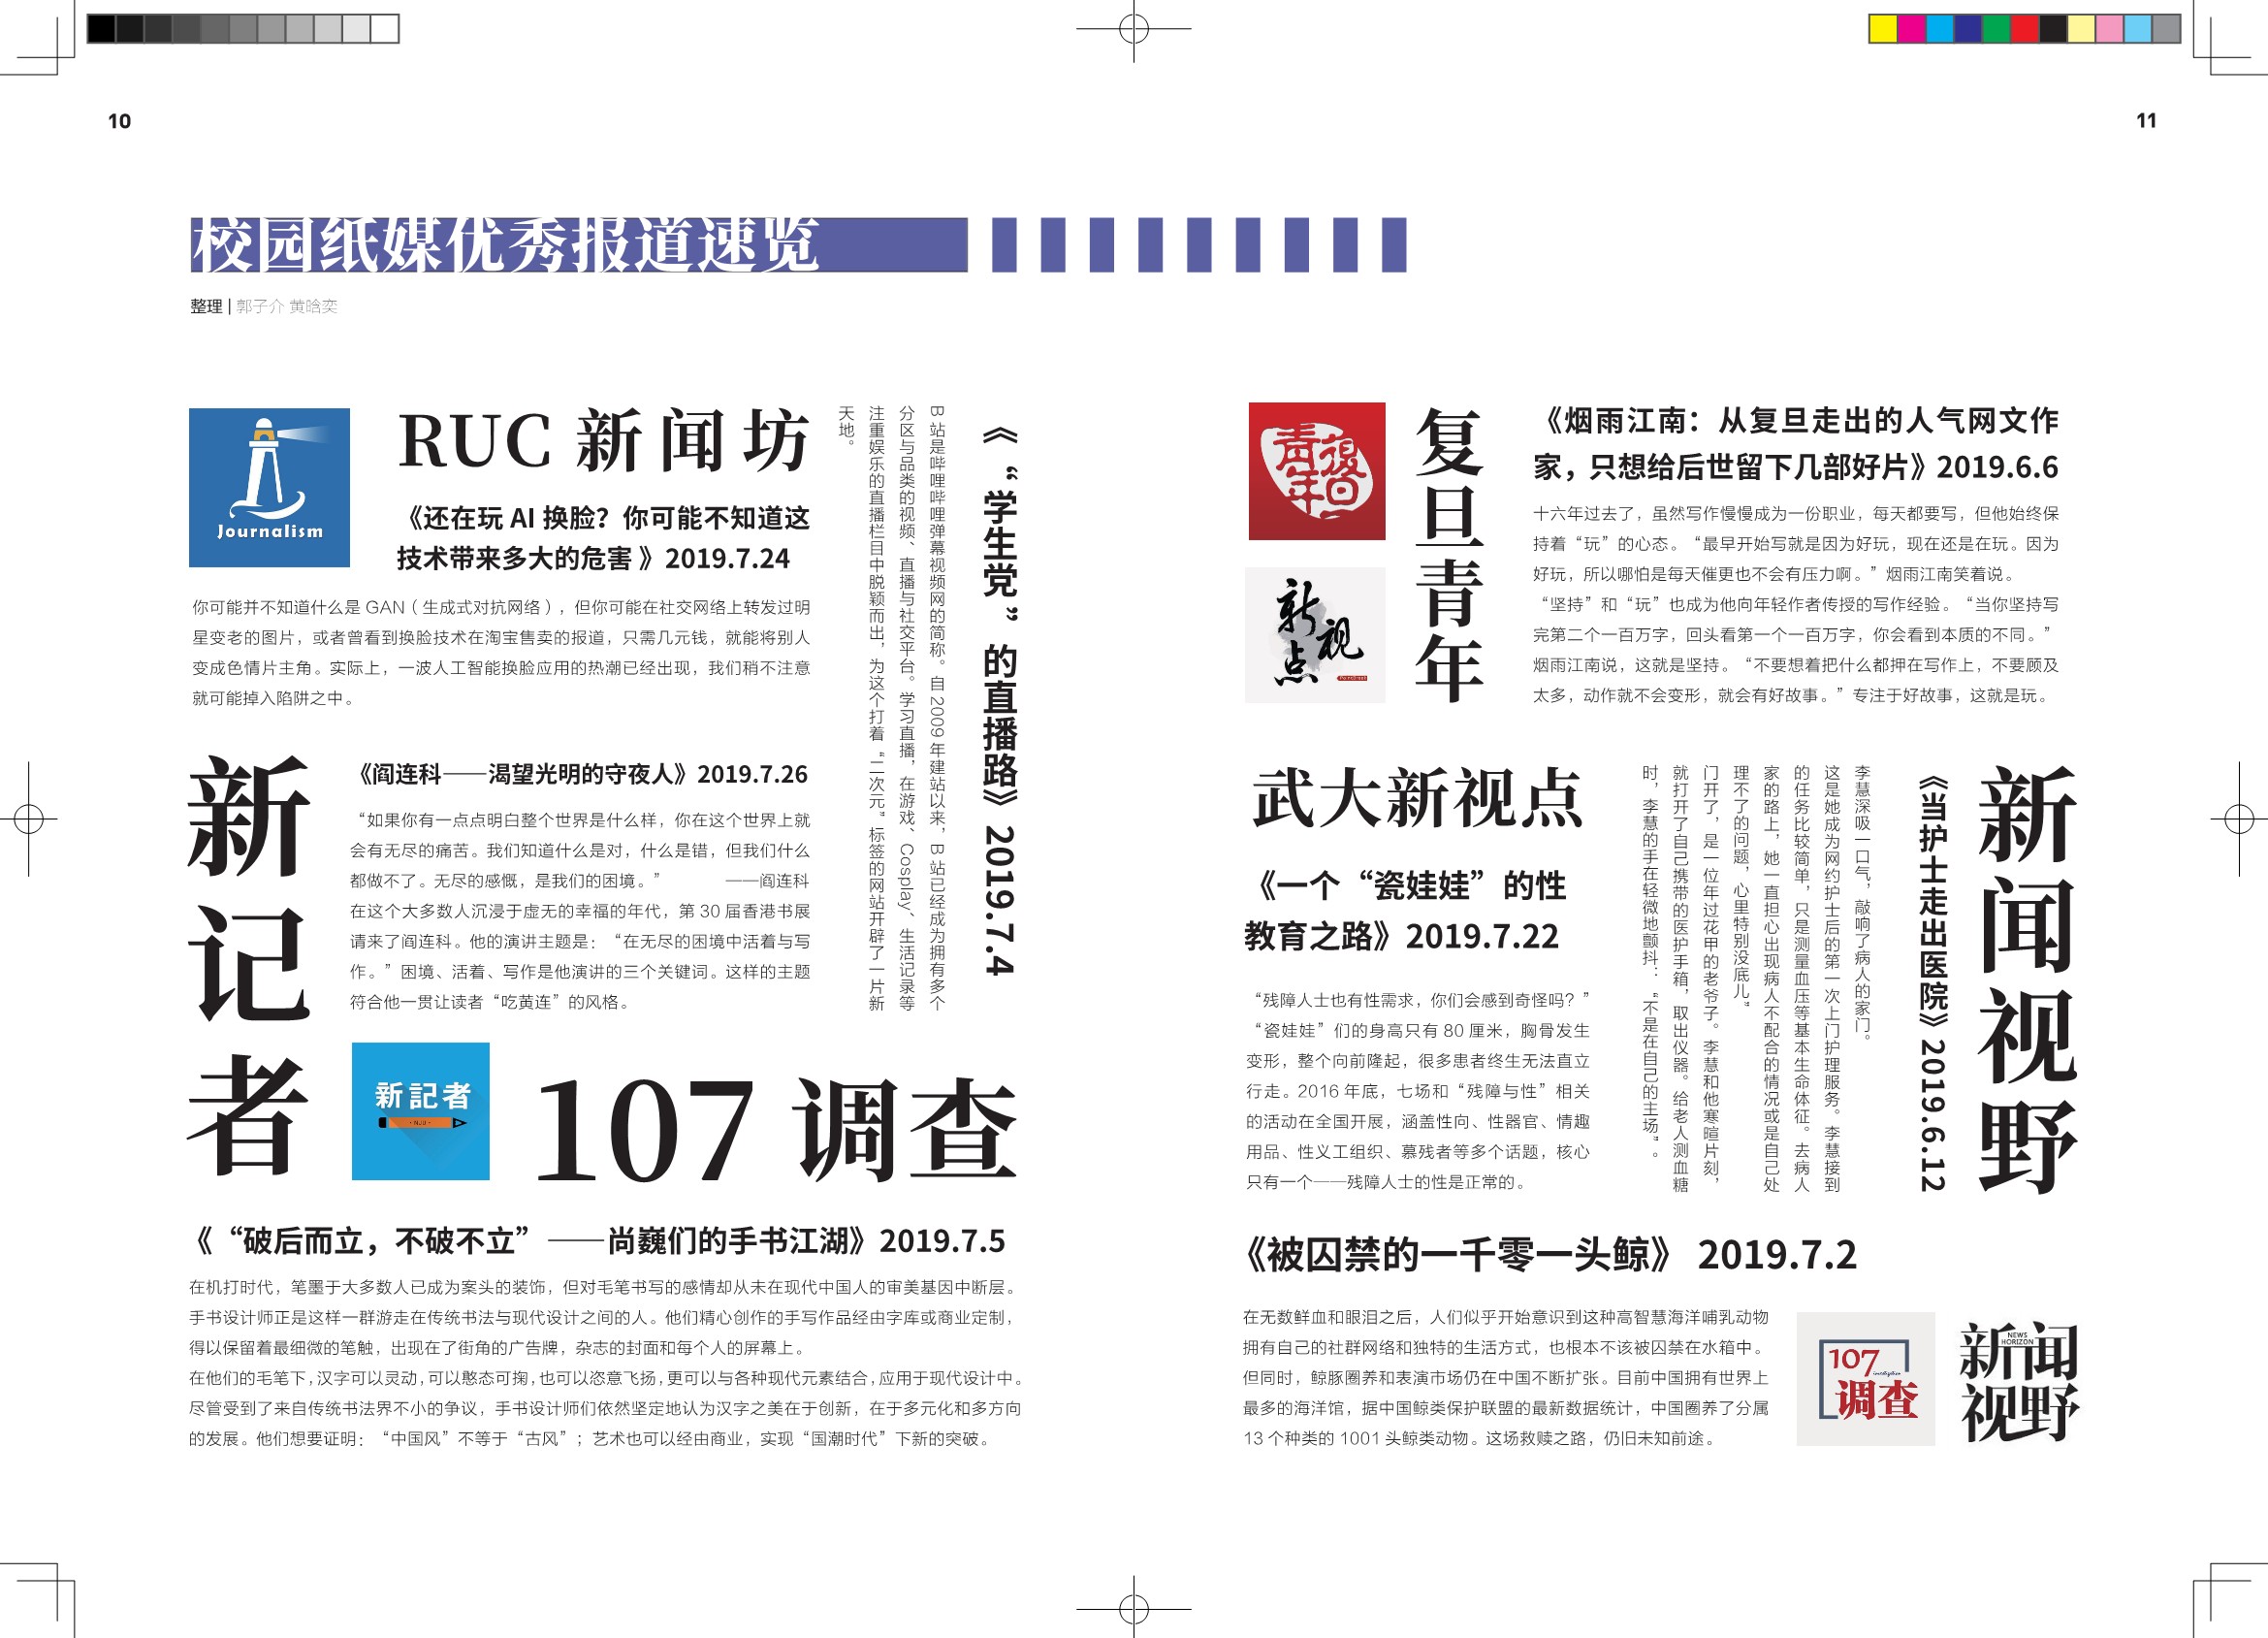 10
11
校园纸媒优秀报道速览
整理 | 郭子介 黄晗奕
Journalism
RUC 新闻坊
《还在玩 AI 换脸？你可能不知道这
技术带来多大的危害 》2019.7.24
你可能并不知道什么是 GAN（生成式对抗网络），但你可能在社交网络上转发过明
星变老的图片，或者曾看到换脸技术在淘宝售卖的报道，只需几元钱，就能将别人
变成色情片主角。实际上，一波人工智能换脸应用的热潮已经出现，我们稍不注意
就可能掉入陷阱之中。
《“学生党”的直播路》2019.7.4
B 站是哔哩哔哩弹幕视频网的简称。自 2009 年建站以来，B 站已经成为拥有多个
分区与品类的视频、直播与社交平台。学习直播，在游戏、Cosplay、生活记录等
注重娱乐的直播栏目中脱颖而出，为这个打着“二次元”标签的网站开辟了一片新
天地。
新记者
《阎连科——渴望光明的守夜人》2019.7.26
“如果你有一点点明白整个世界是什么样，你在这个世界上就
会有无尽的痛苦。我们知道什么是对，什么是错，但我们什么
都做不了。无尽的感慨，是我们的困境。” ——阎连科
在这个大多数人沉浸于虚无的幸福的年代，第 30 届香港书展
请来了阎连科。他的演讲主题是：“在无尽的困境中活着与写
作。”困境、活着、写作是他演讲的三个关键词。这样的主题
符合他一贯让读者“吃黄连”的风格。
新記者
- NJU -
107 调查
《“破后而立，不破不立”——尚巍们的手书江湖》2019.7.5
在机打时代，笔墨于大多数人已成为案头的装饰，但对毛笔书写的感情却从未在现代中国人的审美基因中断层。
手书设计师正是这样一群游走在传统书法与现代设计之间的人。他们精心创作的手写作品经由字库或商业定制，
得以保留着最细微的笔触，出现在了街角的广告牌，杂志的封面和每个人的屏幕上。
在他们的毛笔下，汉字可以灵动，可以憨态可掬，也可以恣意飞扬，更可以与各种现代元素结合，应用于现代设计中。
尽管受到了来自传统书法界不小的争议，手书设计师们依然坚定地认为汉字之美在于创新，在于多元化和多方向
的发展。他们想要证明：“中国风”不等于“古风”；艺术也可以经由商业，实现“国潮时代”下新的突破。
復旦青年
新视点
复旦青年
《烟雨江南：从复旦走出的人气网文作
家，只想给后世留下几部好片》2019.6.6
十六年过去了，虽然写作慢慢成为一份职业，每天都要写，但他始终保
持着“玩”的心态。“最早开始写就是因为好玩，现在还是在玩。因为
好玩，所以哪怕是每天催更也不会有压力啊。”烟雨江南笑着说。
“坚持”和“玩”也成为他向年轻作者传授的写作经验。“当你坚持写
完第二个一百万字，回头看第一个一百万字，你会看到本质的不同。”
烟雨江南说，这就是坚持。“不要想着把什么都押在写作上，不要顾及
太多，动作就不会变形，就会有好故事。”专注于好故事，这就是玩。
武大新视点
《一个“瓷娃娃”的性
教育之路》2019.7.22
“残障人士也有性需求，你们会感到奇怪吗？”
“瓷娃娃”们的身高只有 80 厘米，胸骨发生
变形，整个向前隆起，很多患者终生无法直立
行走。2016 年底，七场和“残障与性”相关
的活动在全国开展，涵盖性向、性器官、情趣
用品、性义工组织、慕残者等多个话题，核心
只有一个——残障人士的性是正常的。
新闻视野
《当护士走出医院》2019.6.12
李慧深吸一口气，敲响了病人的家门。
这是她成为网约护士后的第一次上门护理服务。李慧接到
的任务比较简单，只是测量血压等基本生命体征。去病人
家的路上，她一直担心出现病人不配合的情况或是自己处
理不了的问题，心里特别没底儿”
门开了，是一位年过花甲的老爷子。李慧和他寒暄片刻，
就打开了自己携带的医护手箱，取出仪器。给老人测血糖
时，李慧的手在轻微地颤抖：“不是在自己的主场”。
《被囚禁的一千零一头鲸》 2019.7.2
在无数鲜血和眼泪之后，人们似乎开始意识到这种高智慧海洋哺乳动物
拥有自己的社群网络和独特的生活方式，也根本不该被囚禁在水箱中。
但同时，鲸豚圈养和表演市场仍在中国不断扩张。目前中国拥有世界上
最多的海洋馆，据中国鲸类保护联盟的最新数据统计，中国圈养了分属
13 个种类的 1001 头鲸类动物。这场救赎之路，仍旧未知前途。
107
调查
新闻
NEWS
HORIZON
视野